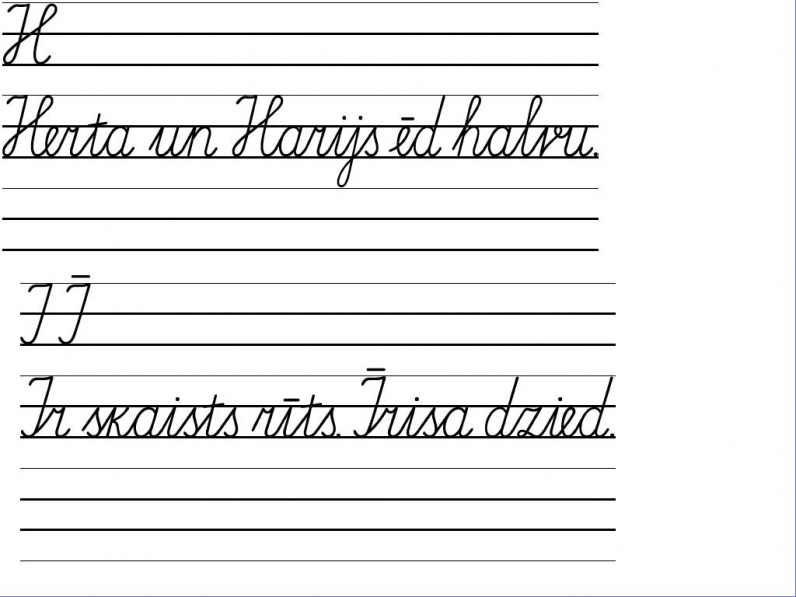 H
Herta un Harijs ēd halvu.
I Ī
Ir skaists rīts. Īrisa dzied.